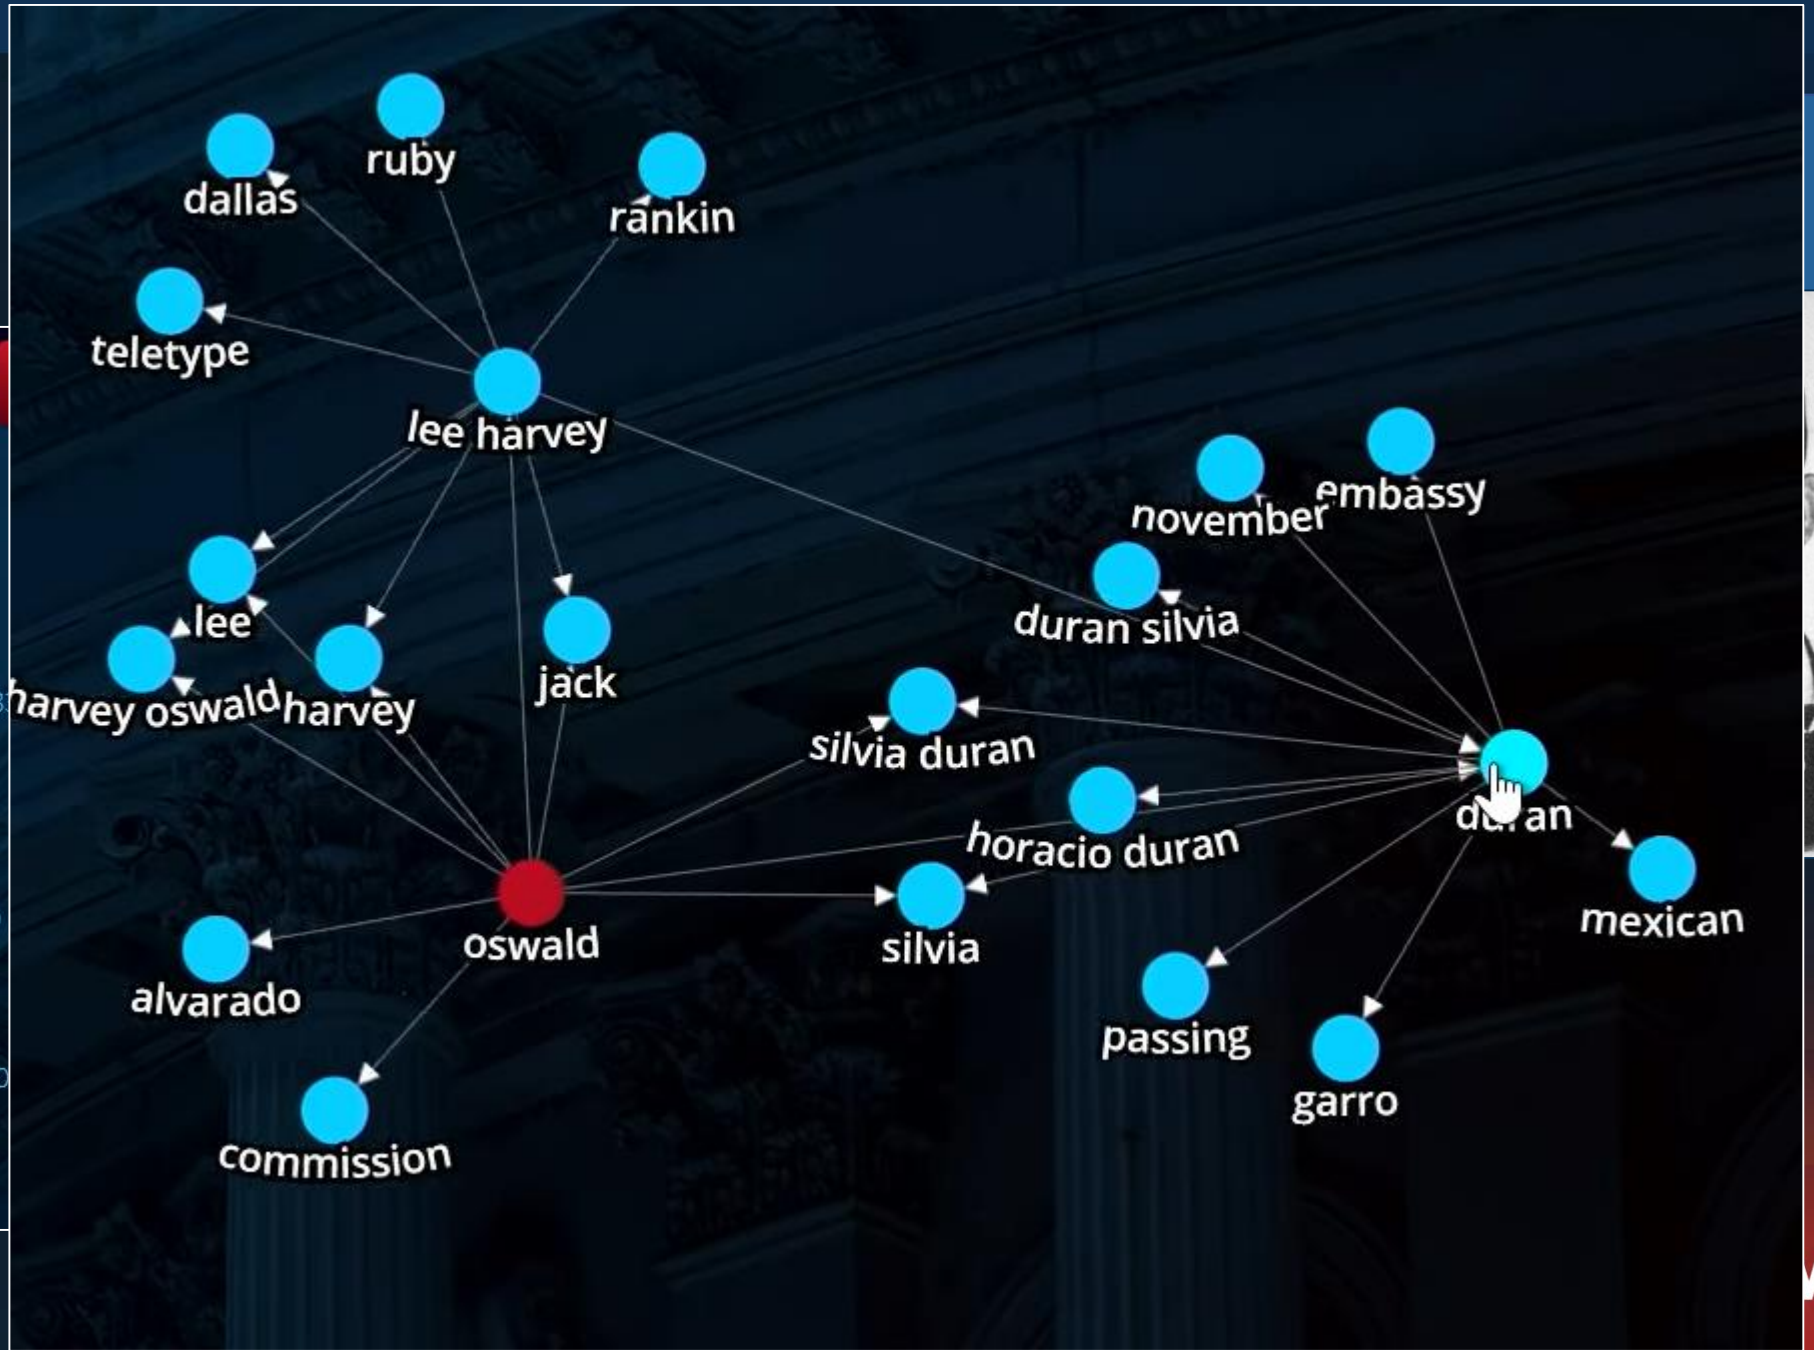 ruby
dallas
rankin
teletype
lee harvey
embassy
november
lee
duran silvia
jack
harvey oswald
harvey
silvia duran
duran
horacio duran
mexican
oswald
silvia
alvarado
passing
garro
commission